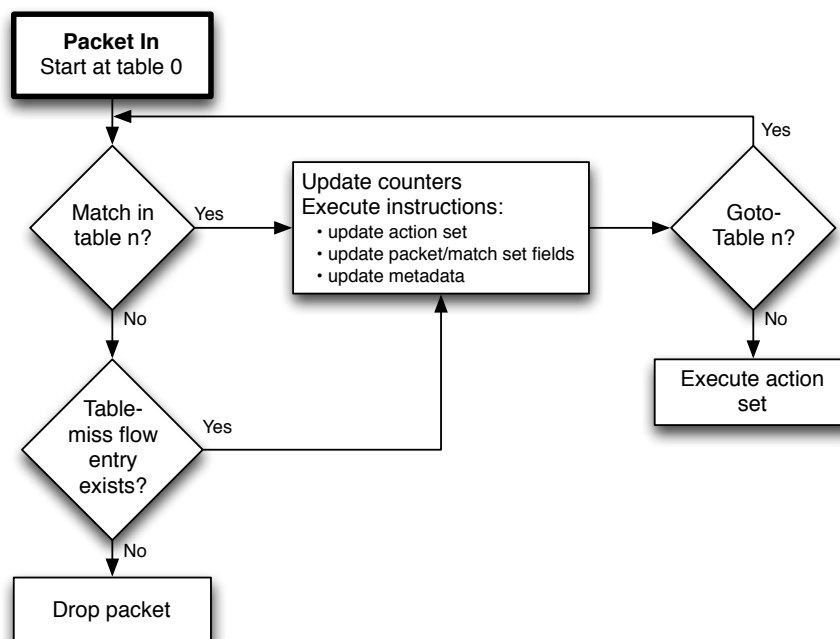 Packet In
Start at table 0
Yes
Match in
table n?
Yes
Update counters
Execute instructions:
• update action set
• update packet/match set fields
• update metadata
Goto-
Table n?
No
No
Execute action
set
Table-
miss flow
entry
exists?
Yes
No
Drop packet